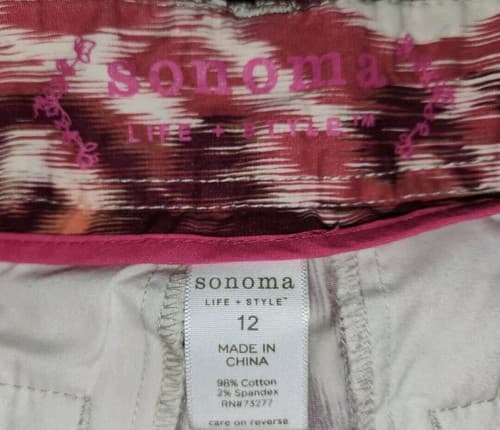 sonoma
LIFE + STYLE™
sonoma
LIFE + STYLE™
12
MADE IN
CHINA
98% Cotton
2% Spandex
RN#73277
care on reverse